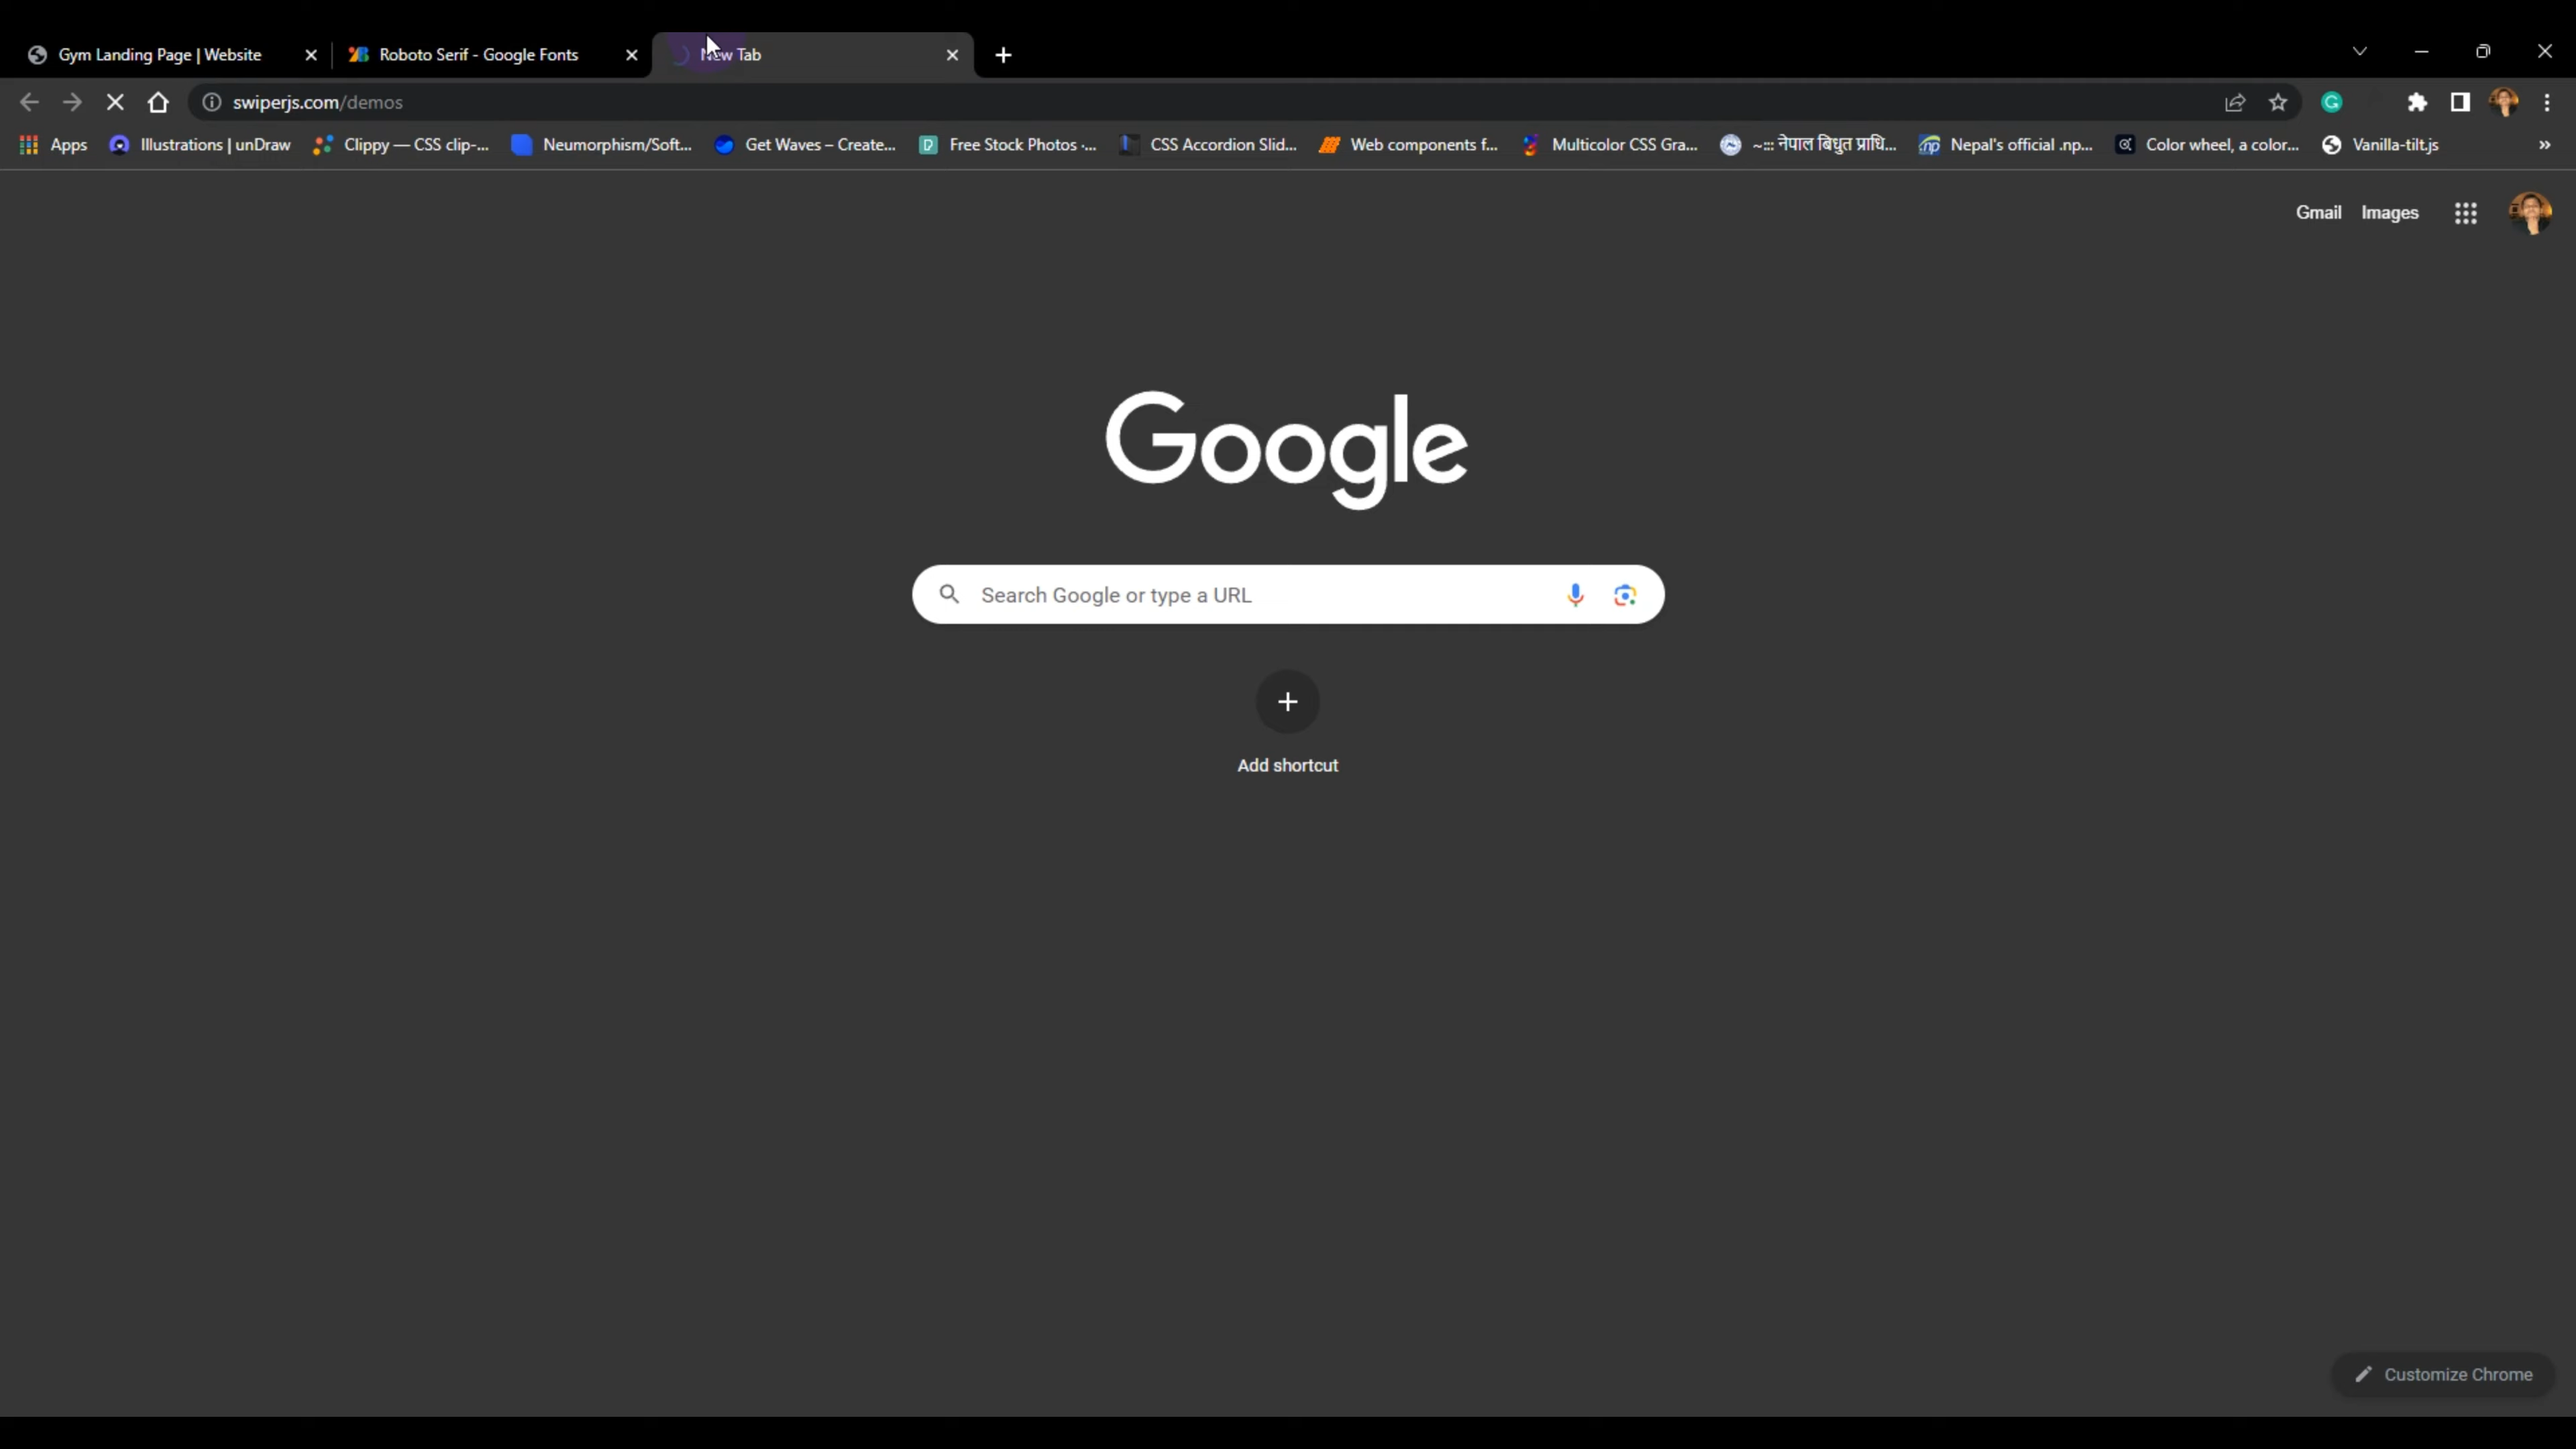 Gym Landing Page | Website
Roboto Serif - Google Fonts
New Tab
swiperjs.com/demos
Apps
Illustrations | unDraw
Clippy — CSS clip-...
Neumorphism/Soft...
Get Waves – Create...
Free Stock Photos ·...
CSS Accordion Slid...
Web components f...
Multicolor CSS Gra...
~::: नेपाल बिधुत प्राधि...
Nepal's official .np...
Color wheel, a color...
Vanilla-tilt.js
»
Gmail
Images
Google
Search Google or type a URL
Add shortcut
Customize Chrome